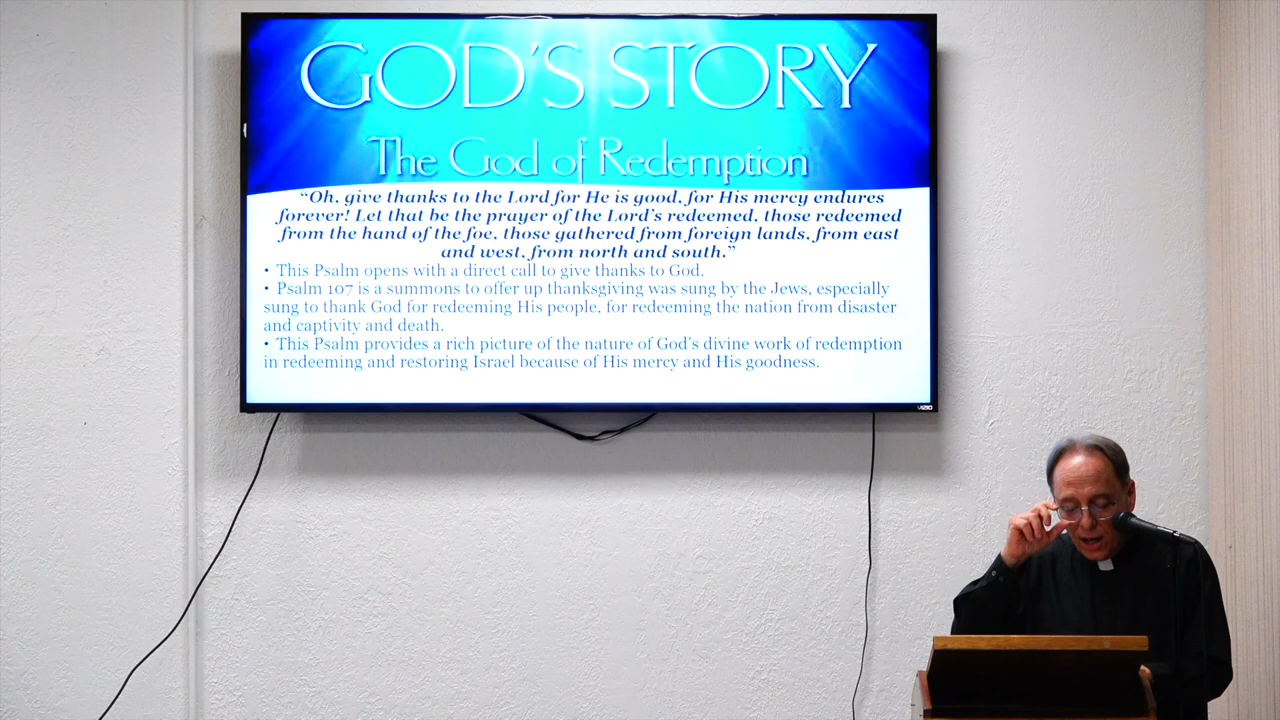 GOD'S STORY
The God of Redemption
"Oh, give thanks to the Lord for He is good, for His mercy endures
forever! Let that be the prayer of the Lord's redeemed, those redeemed
from the hand of the foe, those gathered from foreign lands, from east
and west, from north and south."
• This Psalm opens with a direct call to give thanks to God.
• Psalm 107 is a summons to offer up thanksgiving was sung by the Jews, especially
sung to thank God for redeeming His people, for redeeming the nation from disaster
and captivity and death.
• This Psalm provides a rich picture of the nature of God's divine work of redemption
in redeeming and restoring Israel because of His mercy and His goodness.
VIZIO